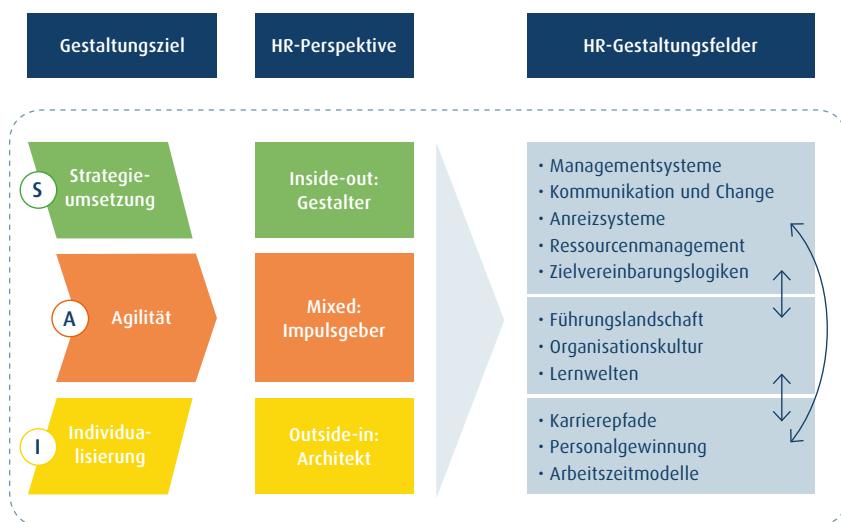 Gestaltungsziel
HR-Perspektive
HR-Gestaltungsfelder
S
Strategie-
umsetzung
Inside-out:
Gestalter
· Managementsysteme
· Kommunikation und Change
· Anreizsysteme
· Ressourcenmanagement
· Zielvereinbarungslogiken
A
Agilität
Mixed:
Impulsgeber
· Führungslandschaft
· Organisationskultur
· Lernwelten
I
Individua-
lisierung
Outside-in:
Architekt
· Karrierepfade
· Personalgewinnung
· Arbeitszeitmodelle